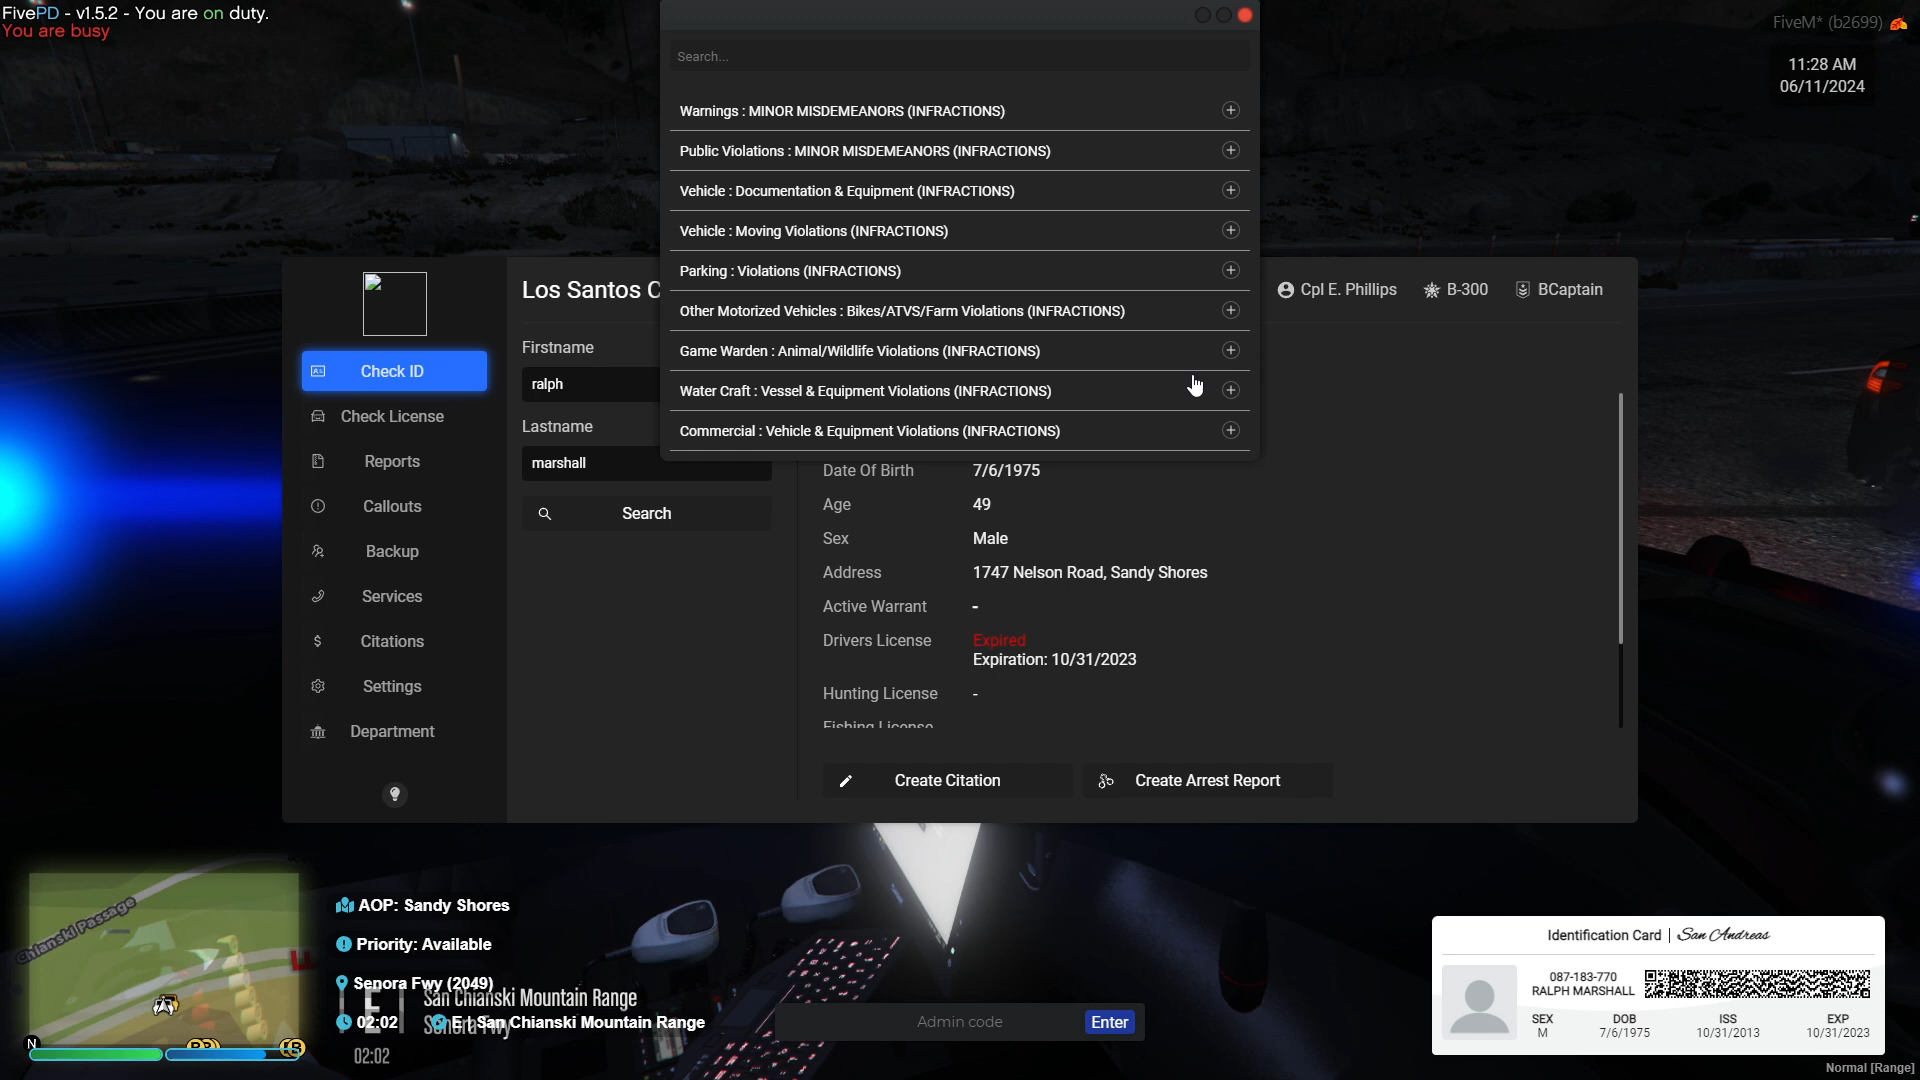 FivePD - v1.5.2 - You are on duty.
You are busy
FiveM* (b2699)
11:28 AM
06/11/2024
Search...
Warnings : MINOR MISDEMEANORS (INFRACTIONS)
Public Violations : MINOR MISDEMEANORS (INFRACTIONS)
Vehicle : Documentation & Equipment (INFRACTIONS)
Vehicle : Moving Violations (INFRACTIONS)
Parking : Violations (INFRACTIONS)
Other Motorized Vehicles : Bikes/ATVS/Farm Violations (INFRACTIONS)
Game Warden : Animal/Wildlife Violations (INFRACTIONS)
Water Craft : Vessel & Equipment Violations (INFRACTIONS)
Commercial : Vehicle & Equipment Violations (INFRACTIONS)
Los Santos C
Cpl E. Phillips
B-300
BCaptain
Check ID
Check License
Reports
Callouts
Backup
Services
Citations
Settings
Department
Firstname
ralph
Lastname
marshall
Search
Date Of Birth 7/6/1975
Age 49
Sex Male
Address 1747 Nelson Road, Sandy Shores
Active Warrant -
Drivers License Expired
Expiration: 10/31/2023
Hunting License -
Fishing License
Create Citation
Create Arrest Report
Chianski Passage
N
AOP: Sandy Shores
Priority: Available
Senora Fwy (2049)
E
San Chianski Mountain Range
Senora Fwy
02:02
E | San Chianski Mountain Range
02:02
Admin code
Enter
Identification Card | San Andreas
087-183-770
RALPH MARSHALL
SEX DOB ISS EXP
M 7/6/1975 10/31/2013 10/31/2023
Normal [Range]